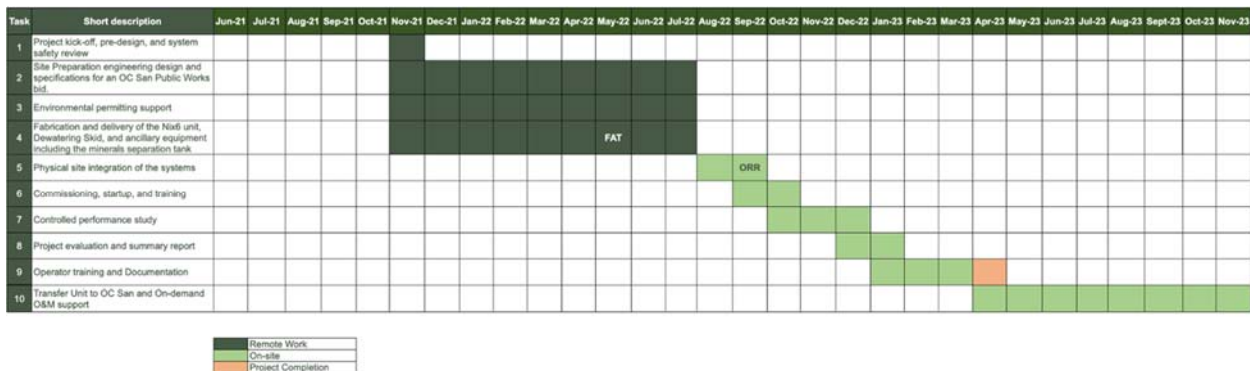 Task Short description Jun-21 Jul-21 Aug-21 Sep-21 Oct-21 Nov-21 Dec-21 Jan-22 Feb-22 Mar-22 Apr-22 May-22 Jun-22 Jul-22 Aug-22 Sep-22 Oct-22 Nov-22 Dec-22 Jan-23 Feb-23 Mar-23 Apr-23 May-23 Jun-23 Jul-23 Aug-23 Sept-23 Oct-23 Nov-23
1 Project kick-off, pre-design, and system
safety review
2 Site Preparation engineering design and
specifications for an OC San Public Works
bid.
3 Environmental permitting support
4 Fabrication and delivery of the Nix6 unit,
Dewatering Skid, and ancillary equipment FAT
including the minerals separation tank
5 Physical site integration of the systems ORR
6 Commissioning, startup, and training
7 Controlled performance study
8 Project evaluation and summary report
9 Operator training and Documentation
10 Transfer Unit to OC San and On-demand
O&M support
Remote Work
On-site
Project Completion